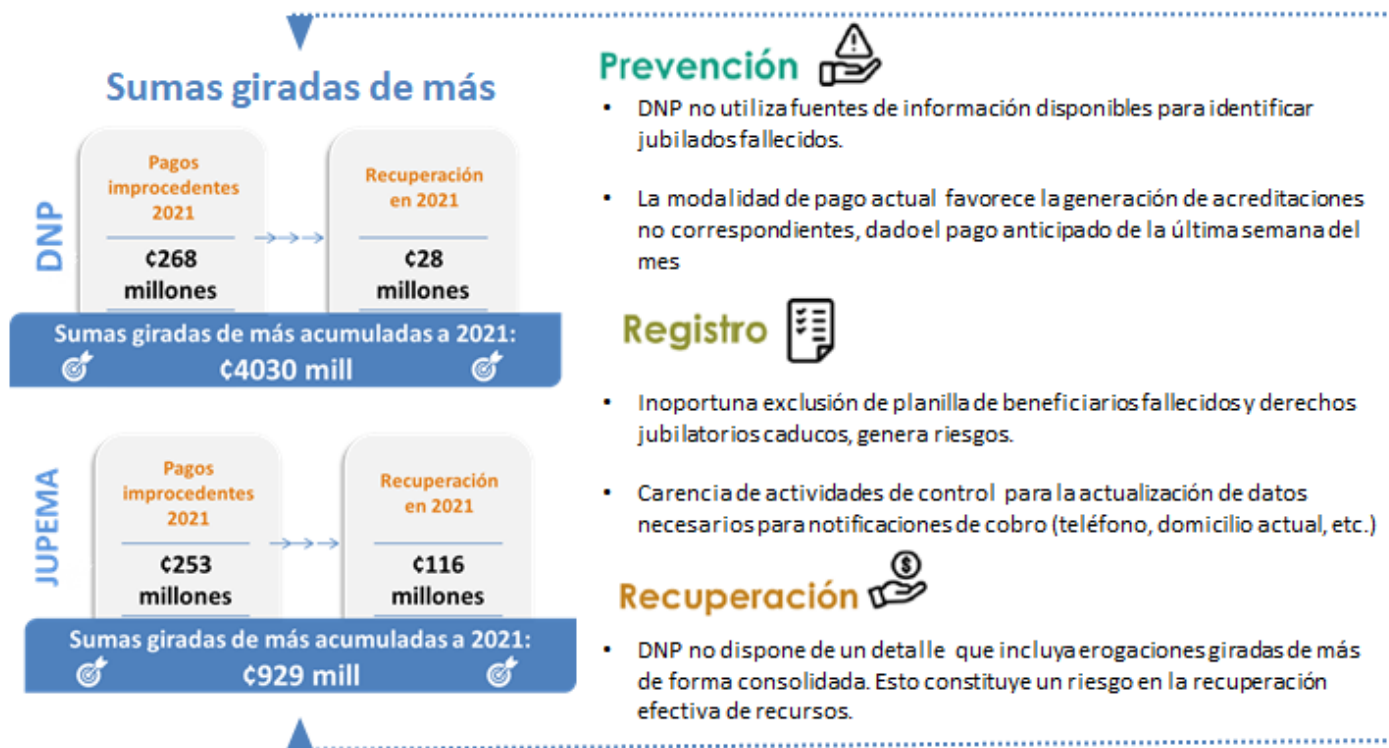 Sumas giradas de más
DNP
Pagos
improcedentes
2021
¢268
millones
Recuperación
en 2021
¢28
millones
Sumas giradas de más acumuladas a 2021:
¢4030 mill
JUPEMA
Pagos
improcedentes
2021
¢253
millones
Recuperación
en 2021
¢116
millones
Sumas giradas de más acumuladas a 2021:
¢929 mill
Prevención
• DNP no utiliza fuentes de información disponibles para identificar
jubilados fallecidos.
• La modalidad de pago actual favorece la generación de acreditaciones
no correspondientes, dado el pago anticipado de la última semana del
mes
Registro
• Inoportuna exclusión de planilla de beneficiarios fallecidos y derechos
jubilatorios caducos, genera riesgos.
• Carencia de actividades de control para la actualización de datos
necesarios para notificaciones de cobro (teléfono, domicilio actual, etc.)
Recuperación
• DNP no dispone de un detalle que incluya erogaciones giradas de más
de forma consolidada. Esto constituye un riesgo en la recuperación
efectiva de recursos.